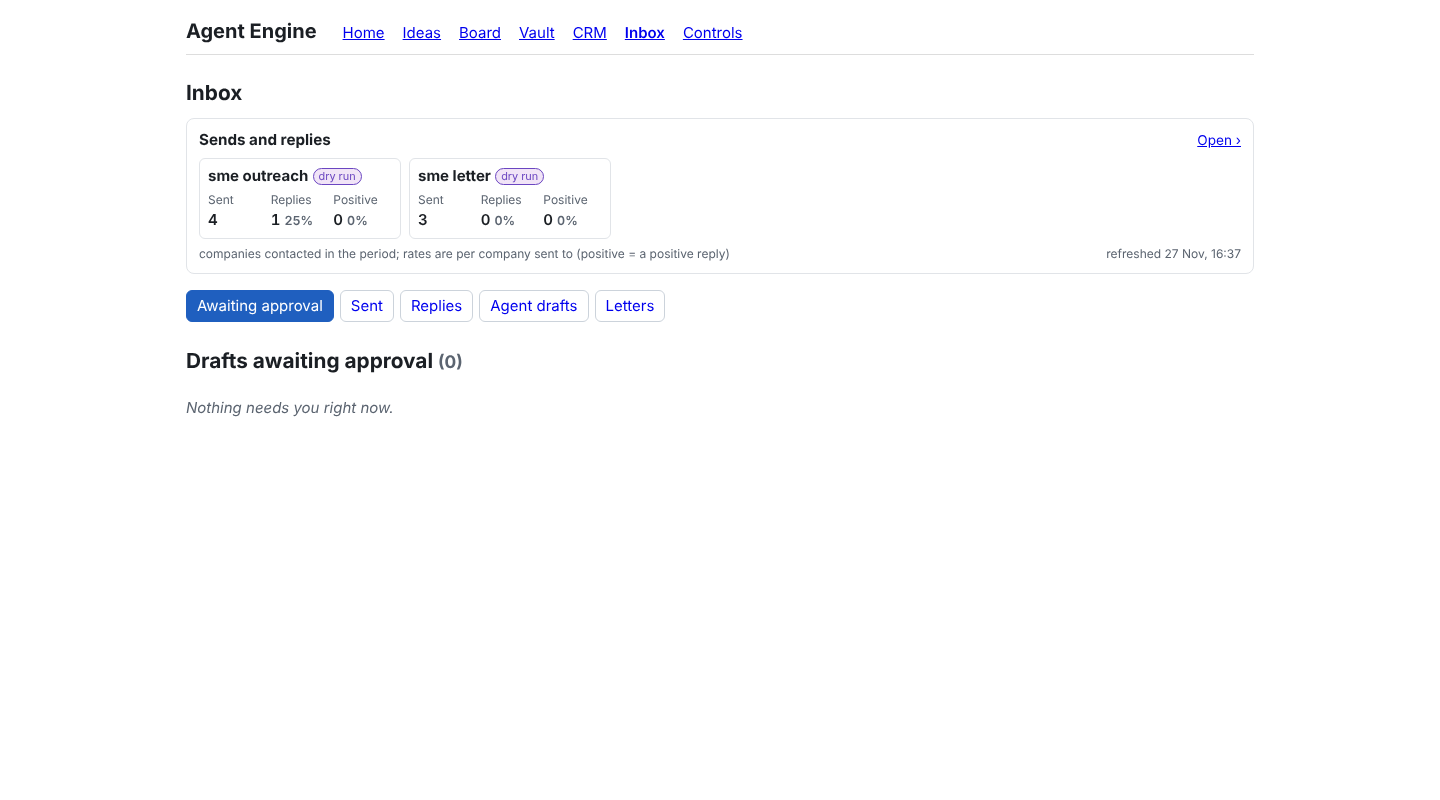 Agent Engine Home Ideas Board Vault CRM Inbox Controls
Inbox
Sends and replies Open ›
sme outreach dry run sme letter dry run
Sent Replies Positive Sent Replies Positive
4 1 25% 0 0% 3 0 0% 0 0%
companies contacted in the period; rates are per company sent to (positive = a positive reply) refreshed 27 Nov, 16:37
Awaiting approval Sent Replies Agent drafts Letters
Drafts awaiting approval (0)
Nothing needs you right now.